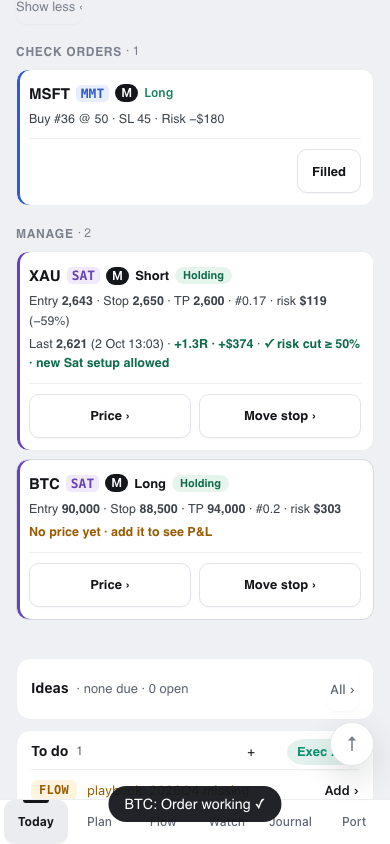 Show less ‹
CHECK ORDERS · 1
MSFT MMT M Long
Buy #36 @ 50 · SL 45 · Risk ~$180
Filled
MANAGE · 2
XAU SAT M Short Holding
Entry 2,643 · Stop 2,650 · TP 2,600 · #0.17 · risk $119
(−59%)
Last 2,621 (2 Oct 13:03) · +1.3R · +$374 · ✓ risk cut ≥ 50%
· new Sat setup allowed
Price ›
Move stop ›
BTC SAT M Long Holding
Entry 90,000 · Stop 88,500 · TP 94,000 · #0.2 · risk $303
No price yet · add it to see P&L
Price ›
Move stop ›
Ideas · none due · 0 open
All ›
↑
To do 1
+
Exec
FLOW
Add ›
BTC: Order working ✓
Today
Plan
Flow
Watch
Journal
Port